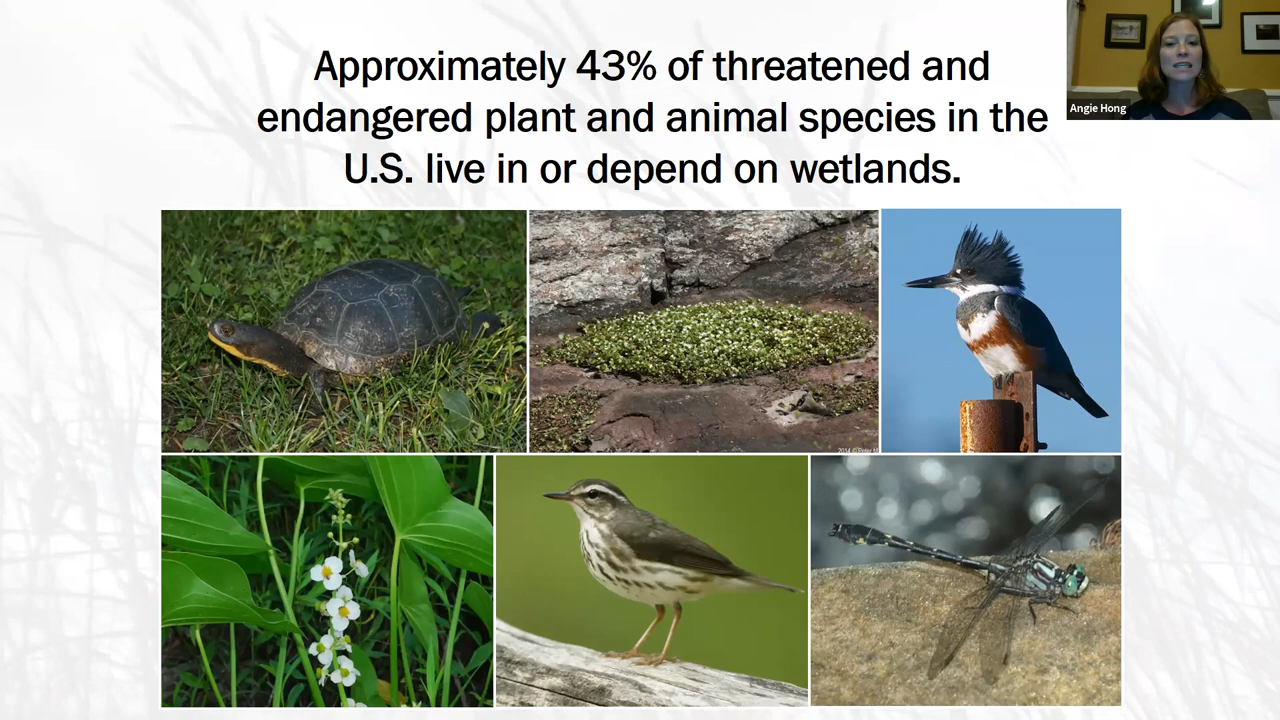 Approximately 43% of threatened and
endangered plant and animal species in the
U.S. live in or depend on wetlands.
Angie Hong